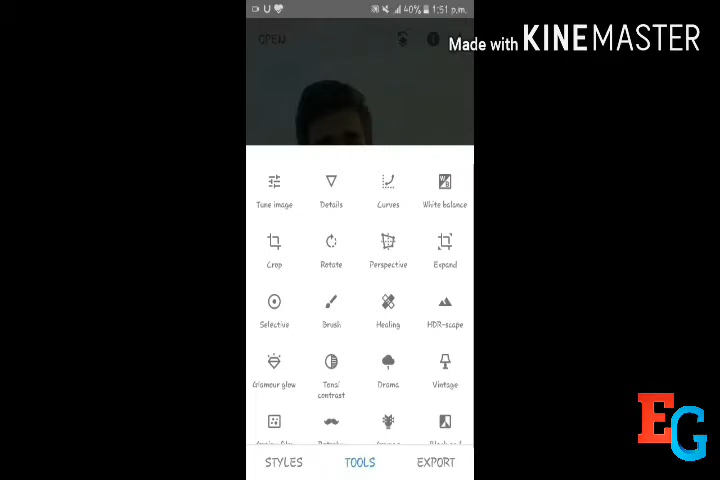 40% 1:51 p.m.
OPEN
Made with KINEMASTER
Tune image Details Curves White balance
Crop Rotate Perspective Expand
Selective Brush Healing HDR-scape
Glamour glow Tonal contrast Drama Vintage
STYLES TOOLS EXPORT
EG